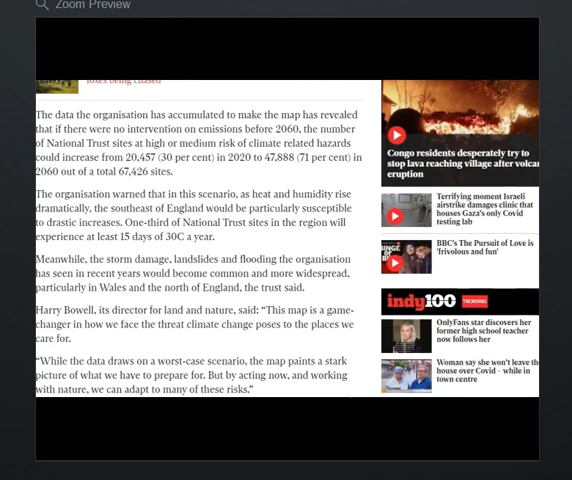 Zoom Preview
foxes being chased
The data the organisation has accumulated to make the map has revealed
that if there were no intervention on emissions before 2060, the number
of National Trust sites at high or medium risk of climate related hazards
could increase from 20,457 (30 per cent) in 2020 to 47,888 (71 per cent) in
2060 out of a total 67,426 sites.
The organisation warned that in this scenario, as heat and humidity rise
dramatically, the southeast of England would be particularly susceptible
to drastic increases. One-third of National Trust sites in the region will
experience at least 15 days of 30C a year.
Meanwhile, the storm damage, landslides and flooding the organisation
has seen in recent years would become common and more widespread,
particularly in Wales and the north of England, the trust said.
Harry Bowell, its director for land and nature, said: “This map is a game-
changer in how we face the threat climate change poses to the places we
care for.
“While the data draws on a worst-case scenario, the map paints a stark
picture of what we have to prepare for. But by acting now, and working
with nature, we can adapt to many of these risks.”
Congo residents desperately try to
stop lava reaching village after volcan
eruption
Terrifying moment Israeli
airstrike damages clinic that
houses Gaza's only Covid
testing lab
BINGE
BBC's The Pursuit of Love is
'frivolous and fun'
indy100 TRENDING
OnlyFans star discovers her
former high school teacher
now follows her
Woman say she won't leave th
house over Covid – while in
town centre